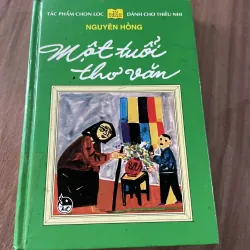 TÁC PHẨM CHỌN LỌC DÀNH CHO THIẾU NHI
NGUYÊN HỒNG
Một tuổi
thơ văn